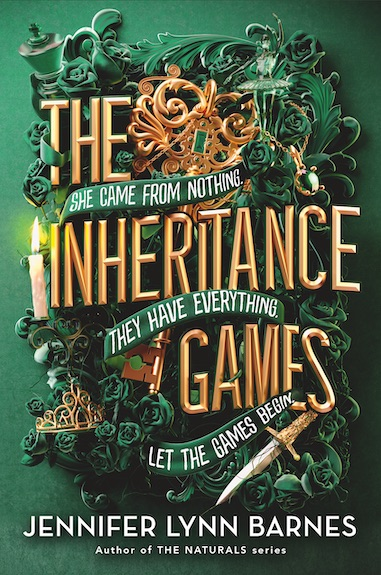 THE
SHE CAME FROM NOTHING.
INHERITANCE
THEY HAVE EVERYTHING.
GAMES
LET THE GAMES BEGIN.
JENNIFER LYNN BARNES
Author of THE NATURALS series